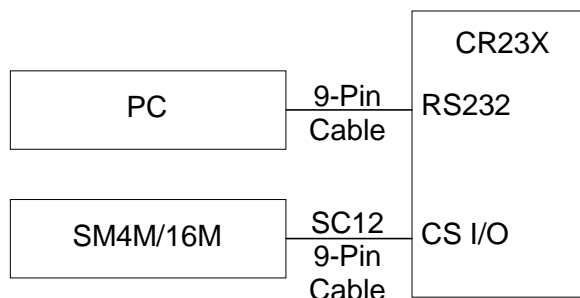 CR23X
PC
9-Pin
Cable
RS232
SM4M/16M
SC12
9-Pin
Cable
CS I/O